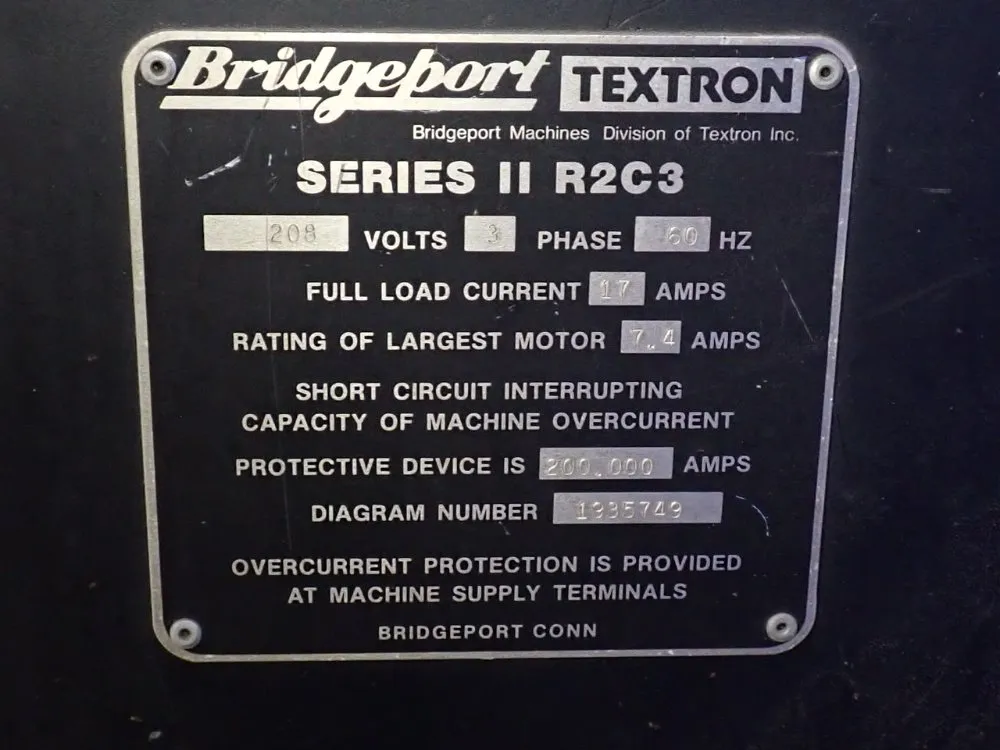 Bridgeport TEXTRON
Bridgeport Machines Division of Textron Inc.
SERIES II R2C3
208 VOLTS 3 PHASE 60 HZ
FULL LOAD CURRENT 17 AMPS
RATING OF LARGEST MOTOR 7.4 AMPS
SHORT CIRCUIT INTERRUPTING
CAPACITY OF MACHINE OVERCURRENT
PROTECTIVE DEVICE IS 200.000 AMPS
DIAGRAM NUMBER 1935749
OVERCURRENT PROTECTION IS PROVIDED
AT MACHINE SUPPLY TERMINALS
BRIDGEPORT CONN